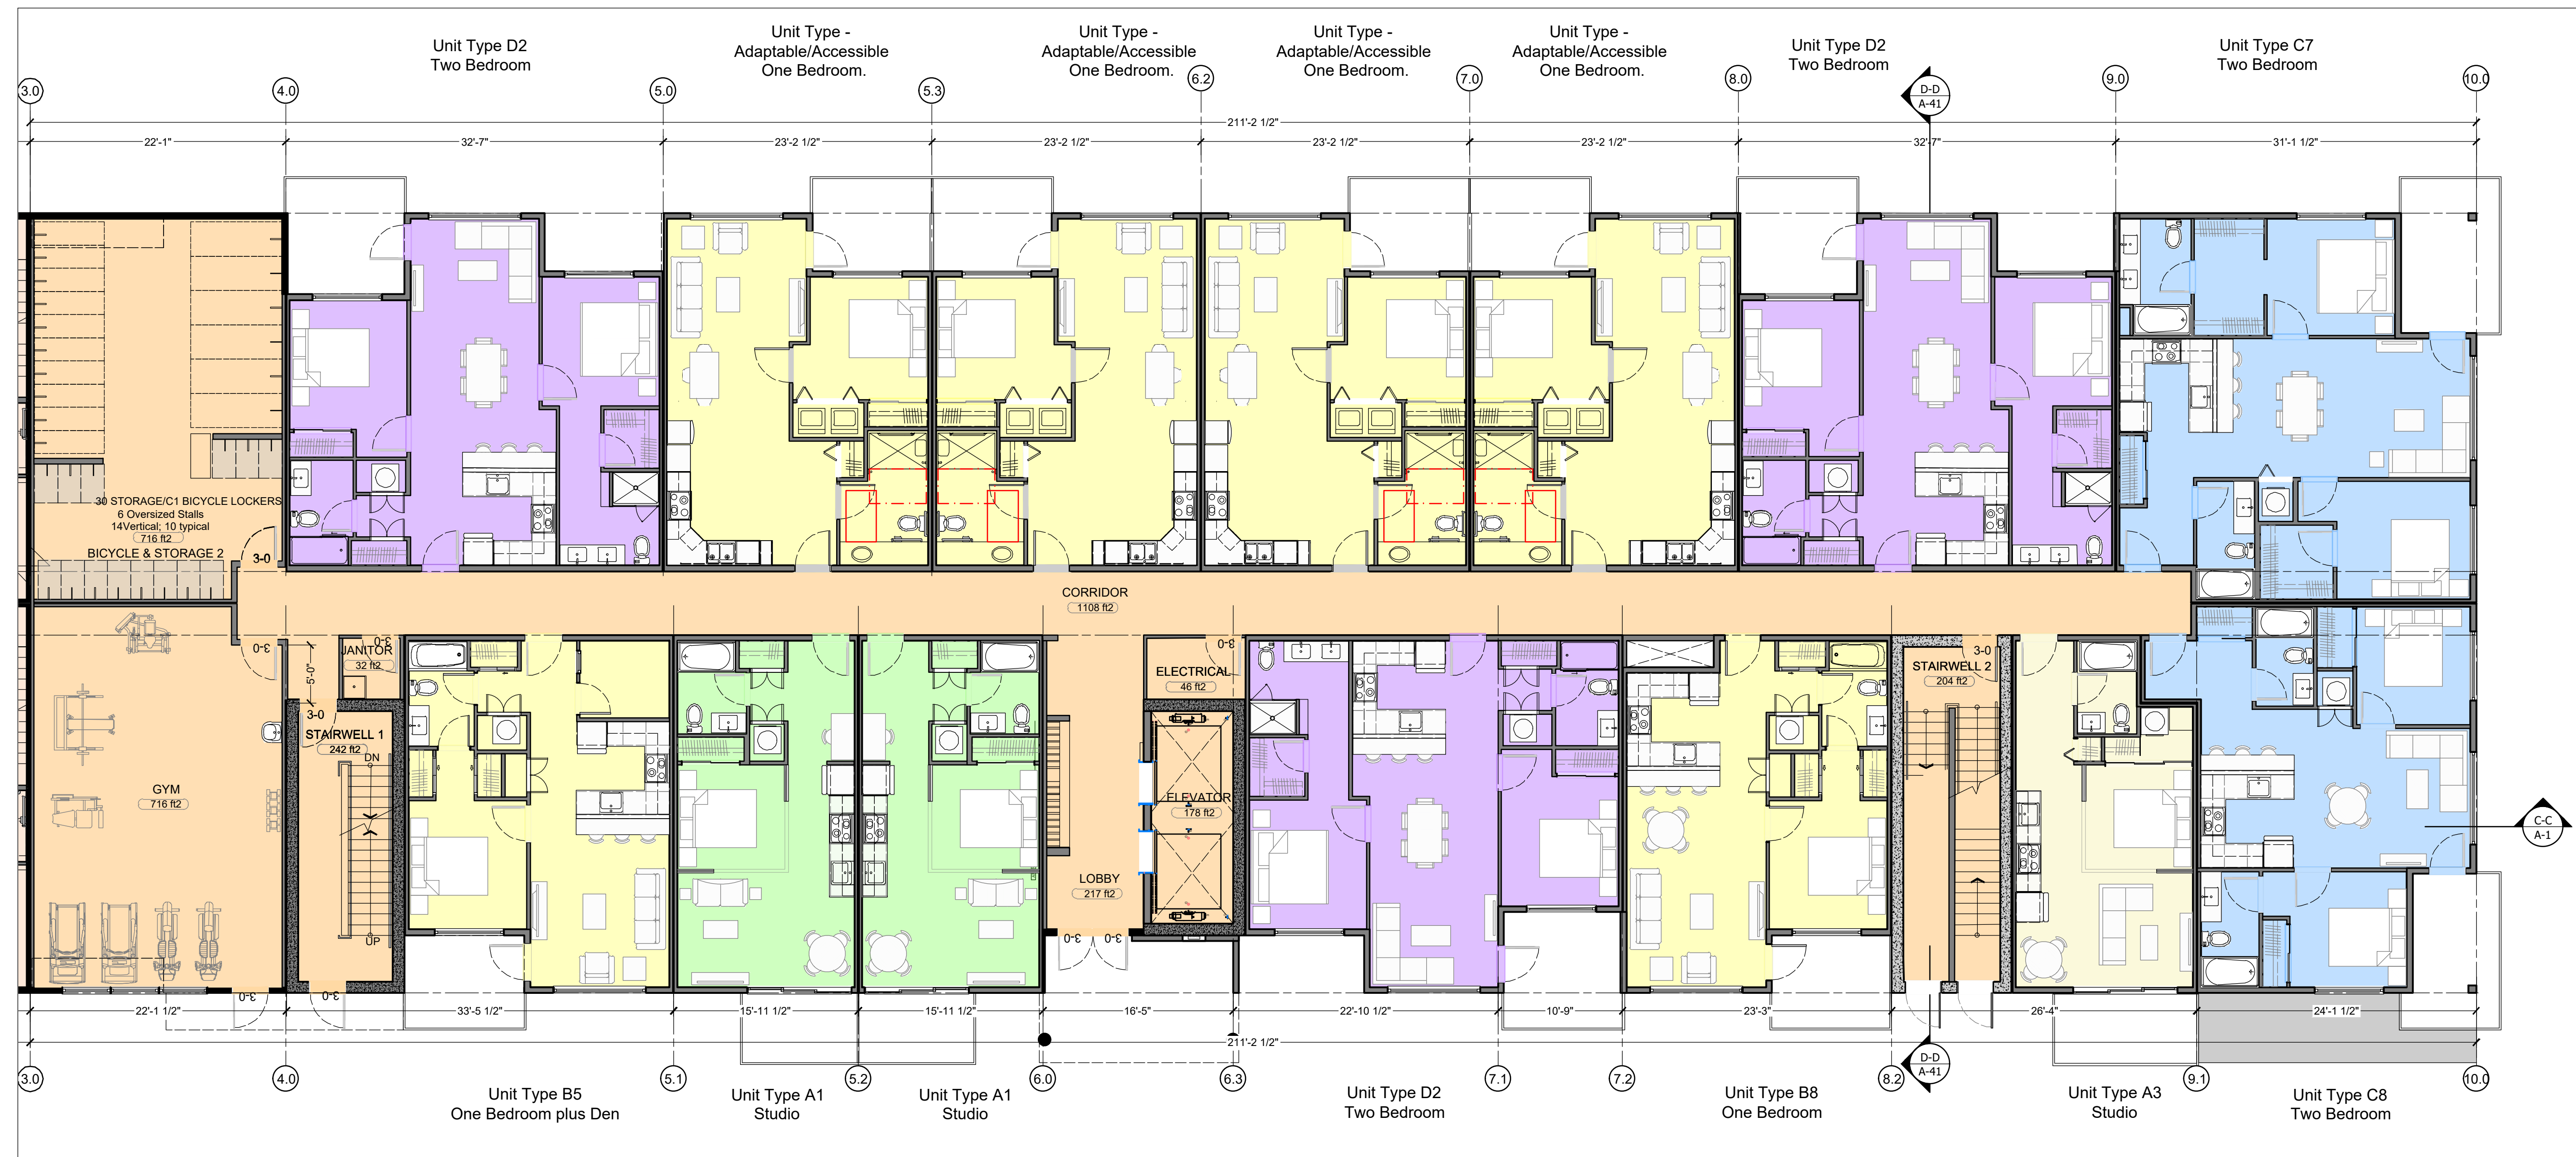 Unit Type D2
Two Bedroom
Unit Type -
Adaptable/Accessible
One Bedroom.
Unit Type -
Adaptable/Accessible
One Bedroom.
Unit Type -
Adaptable/Accessible
One Bedroom.
Unit Type -
Adaptable/Accessible
One Bedroom.
Unit Type D2
Two Bedroom
Unit Type C7
Two Bedroom
3.0
4.0
5.0
5.3
6.2
7.0
8.0
D-D
A-41
9.0
10.0
211'-2 1/2"
22'-1"
32'-7"
23'-2 1/2"
23'-2 1/2"
23'-2 1/2"
23'-2 1/2"
32'-7"
31'-1 1/2"
30 STORAGE/C1 BICYCLE LOCKERS
6 Oversized Stalls
14Vertical; 10 typical
716 ft2
BICYCLE & STORAGE 2
3-0
CORRIDOR
1108 ft2
3-0
3-0
JANITOR
32 ft2
5'-0"
3-0
STAIRWELL 1
242 ft2
DN
UP
GYM
716 ft2
3-0
3-0
3-0
ELECTRICAL
46 ft2
ELEVATOR
178 ft2
LOBBY
217 ft2
3-0
3-0
3-0
STAIRWELL 2
204 ft2
C-C
A-1
22'-1 1/2"
33'-5 1/2"
15'-11 1/2"
15'-11 1/2"
16'-5"
22'-10 1/2"
10'-9"
23'-3"
26'-4"
24'-1 1/2"
211'-2 1/2"
3.0
4.0
5.1
5.2
6.0
6.3
7.1
7.2
8.2
D-D
A-41
9.1
10.0
Unit Type B5
One Bedroom plus Den
Unit Type A1
Studio
Unit Type A1
Studio
Unit Type D2
Two Bedroom
Unit Type B8
One Bedroom
Unit Type A3
Studio
Unit Type C8
Two Bedroom